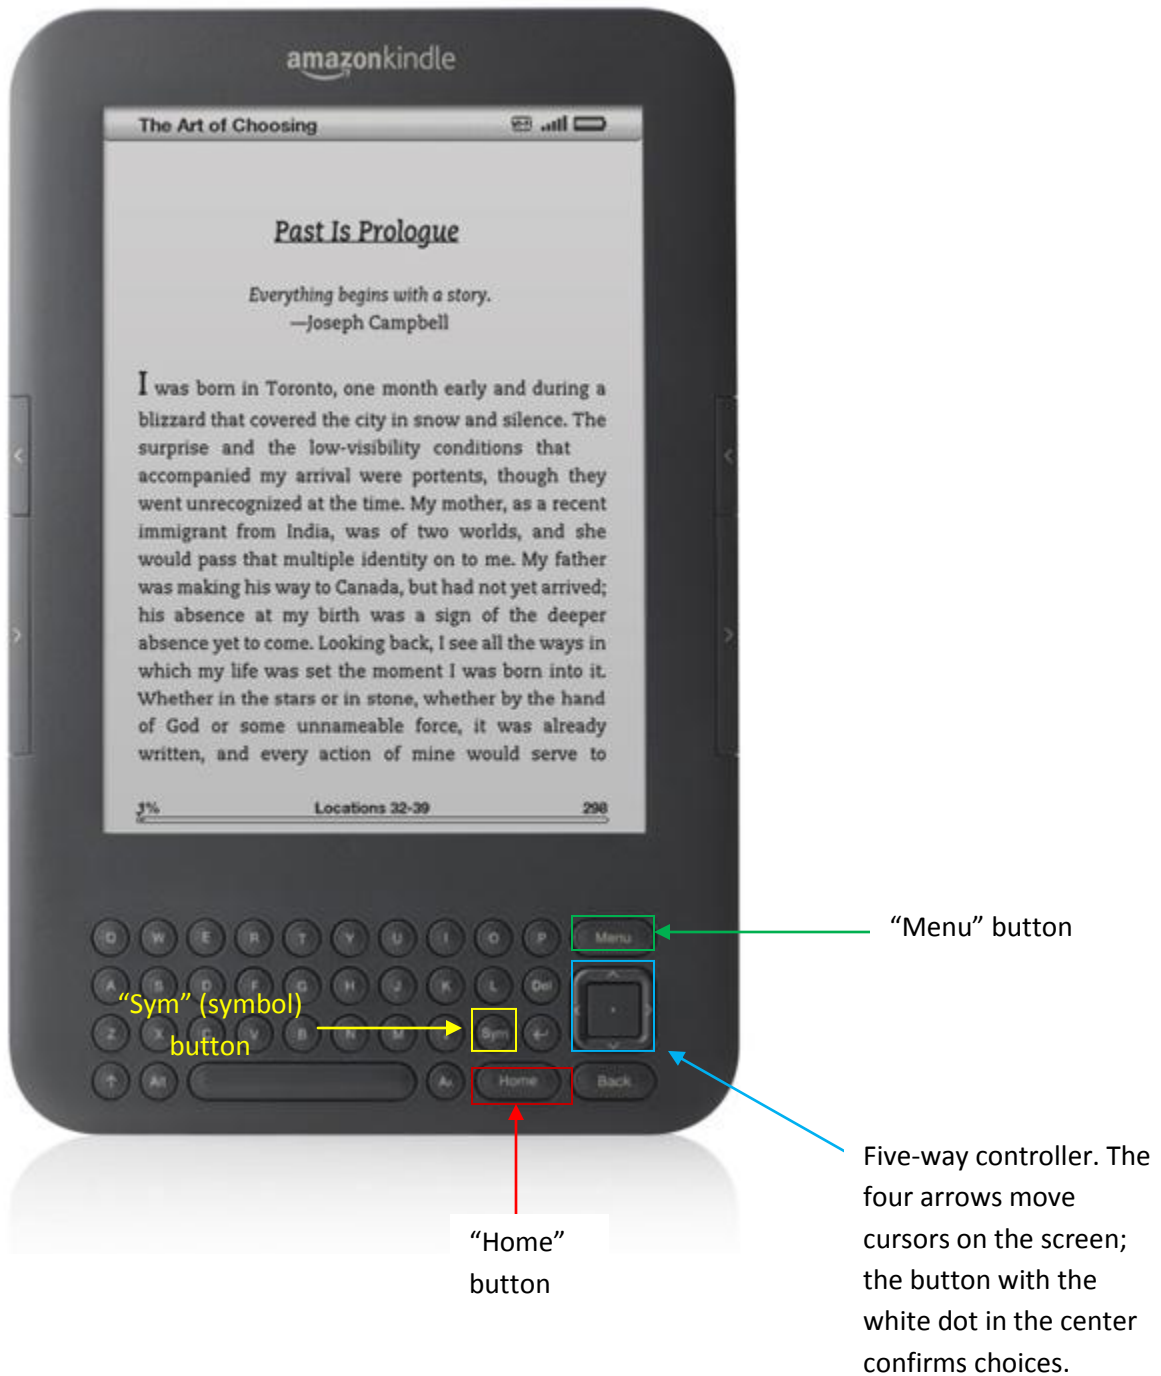 amazonkindle
The Art of Choosing
Past Is Prologue
Everything begins with a story.
—Joseph Campbell
I was born in Toronto, one month early and during a
blizzard that covered the city in snow and silence. The
surprise and the low-visibility conditions that
accompanied my arrival were portents, though they
went unrecognized at the time. My mother, as a recent
immigrant from India, was of two worlds, and she
would pass that multiple identity on to me. My father
was making his way to Canada, but had not yet arrived;
his absence at my birth was a sign of the deeper
absence yet to come. Looking back, I see all the ways in
which my life was set the moment I was born into it.
Whether in the stars or in stone, whether by the hand
of God or some unnameable force, it was already
written, and every action of mine would serve to
1% Locations 32-39 298
W E R T Y U I O P Menu
"Menu" button
A S D F G H J K L Del
"Sym" (symbol)
button
Z X C V B N M Sym
Alt Aa Home Back
Five-way controller. The
four arrows move
cursors on the screen;
the button with the
white dot in the center
confirms choices.
"Home"
button